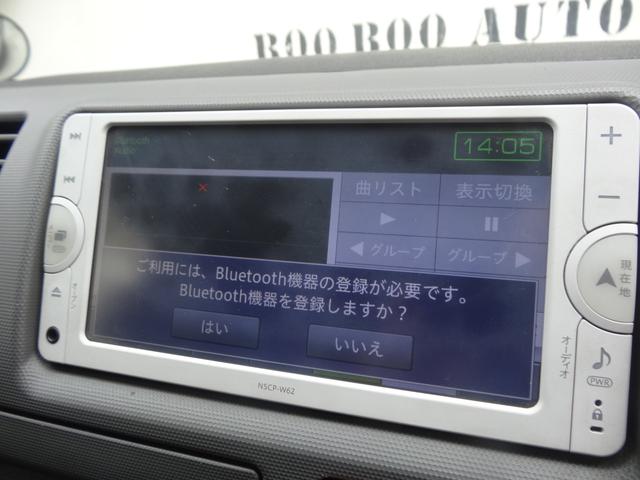 BOO BOO AUTO
Bluetooth
Audio
14:05
曲リスト
表示切換
グループ
グループ
ご利用には、Bluetooth機器の登録が必要です。
Bluetooth機器を登録しますか？
はい
いいえ
現在地
オープン
オーディオ
PWR
NSCP-W62